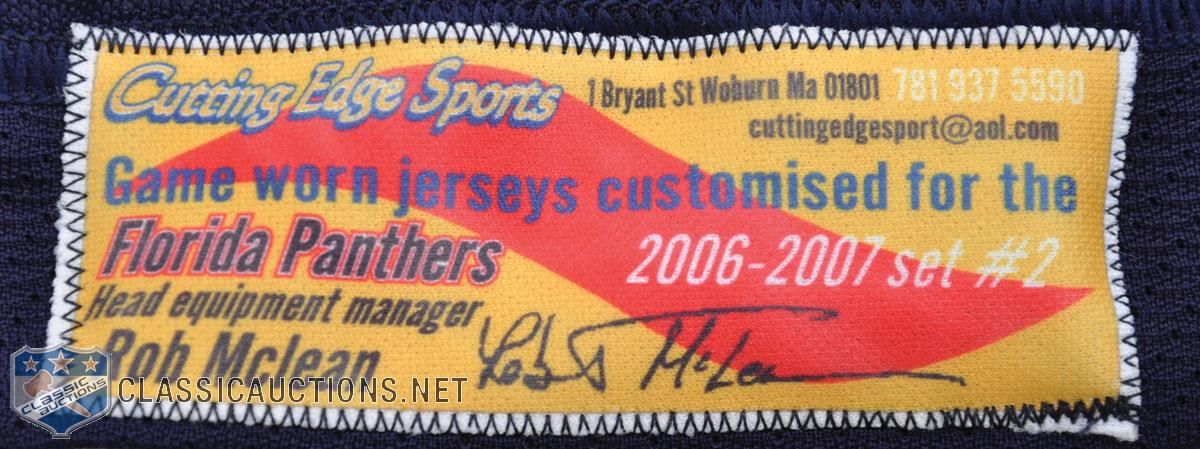 Cutting Edge Sports 1 Bryant St Woburn Ma 01801 781 937 5590
cuttingedgesport@aol.com
Game worn jerseys customised for the
Florida Panthers 2006-2007 set #2
Head equipment manager
Rob Mclean
CLASSIC AUCTIONS
CLASSICAUCTIONS.NET